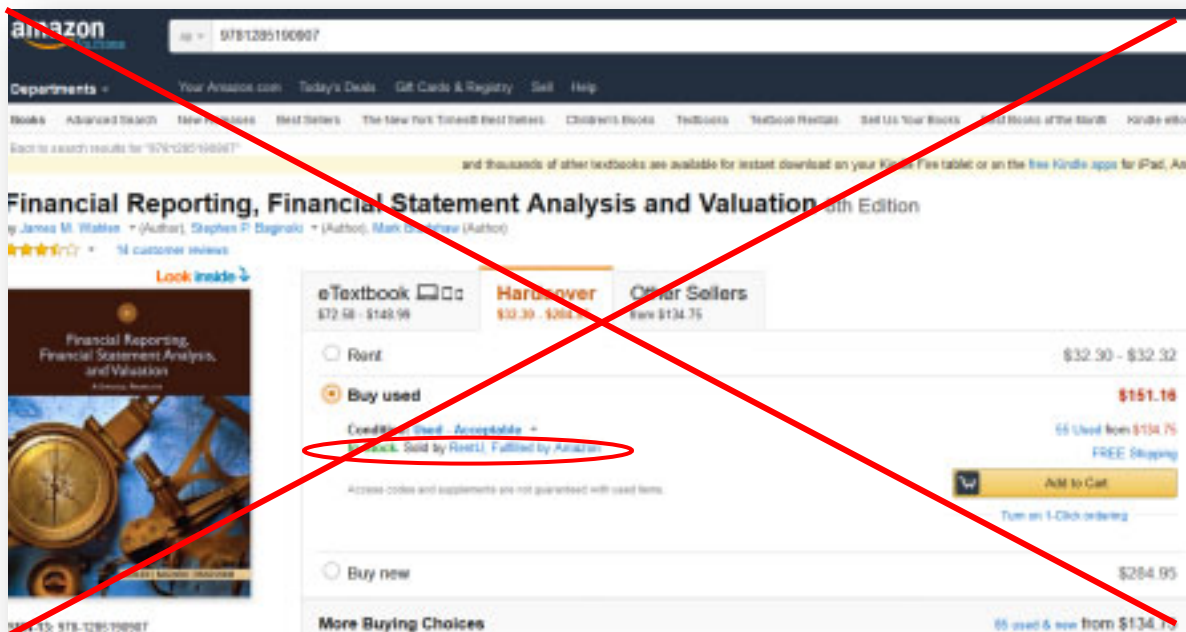 amazon
All 9781285190907
Departments
Your Amazon.com Today's Deals Gift Cards & Registry Sell Help
Books Advanced Search New Releases Best Sellers The New York Times® Best Sellers Children's Books Textbooks Textbook Rentals Sell Us Your Books Best Books of the Month Kindle eBo
Back to search results for "9781285190907"
and thousands of other textbooks are available for instant download on your Kindle Fire tablet or on the free Kindle apps for iPad, An
Financial Reporting, Financial Statement Analysis and Valuation 8th Edition
by James M. Wahlen (Author), Stephen P. Baginski (Author), Mark Bradshaw (Author)
14 customer reviews
Look inside
eTextbook
$72.50 - $148.99
Hardcover
$32.30 - $284.95
Other Sellers
from $134.75
Financial Reporting,
Financial Statement Analysis,
and Valuation
Rent $32.30 - $32.32
Buy used $151.16
Condition: Used - Acceptable
In Stock. Sold by RentU, Fulfilled by Amazon
55 Used from $134.75
FREE Shipping
Access codes and supplements are not guaranteed with used items.
Add to Cart
Turn on 1-Click ordering
Buy new $284.95
ISBN-13: 978-1285190907
More Buying Choices
used & new from $134.75